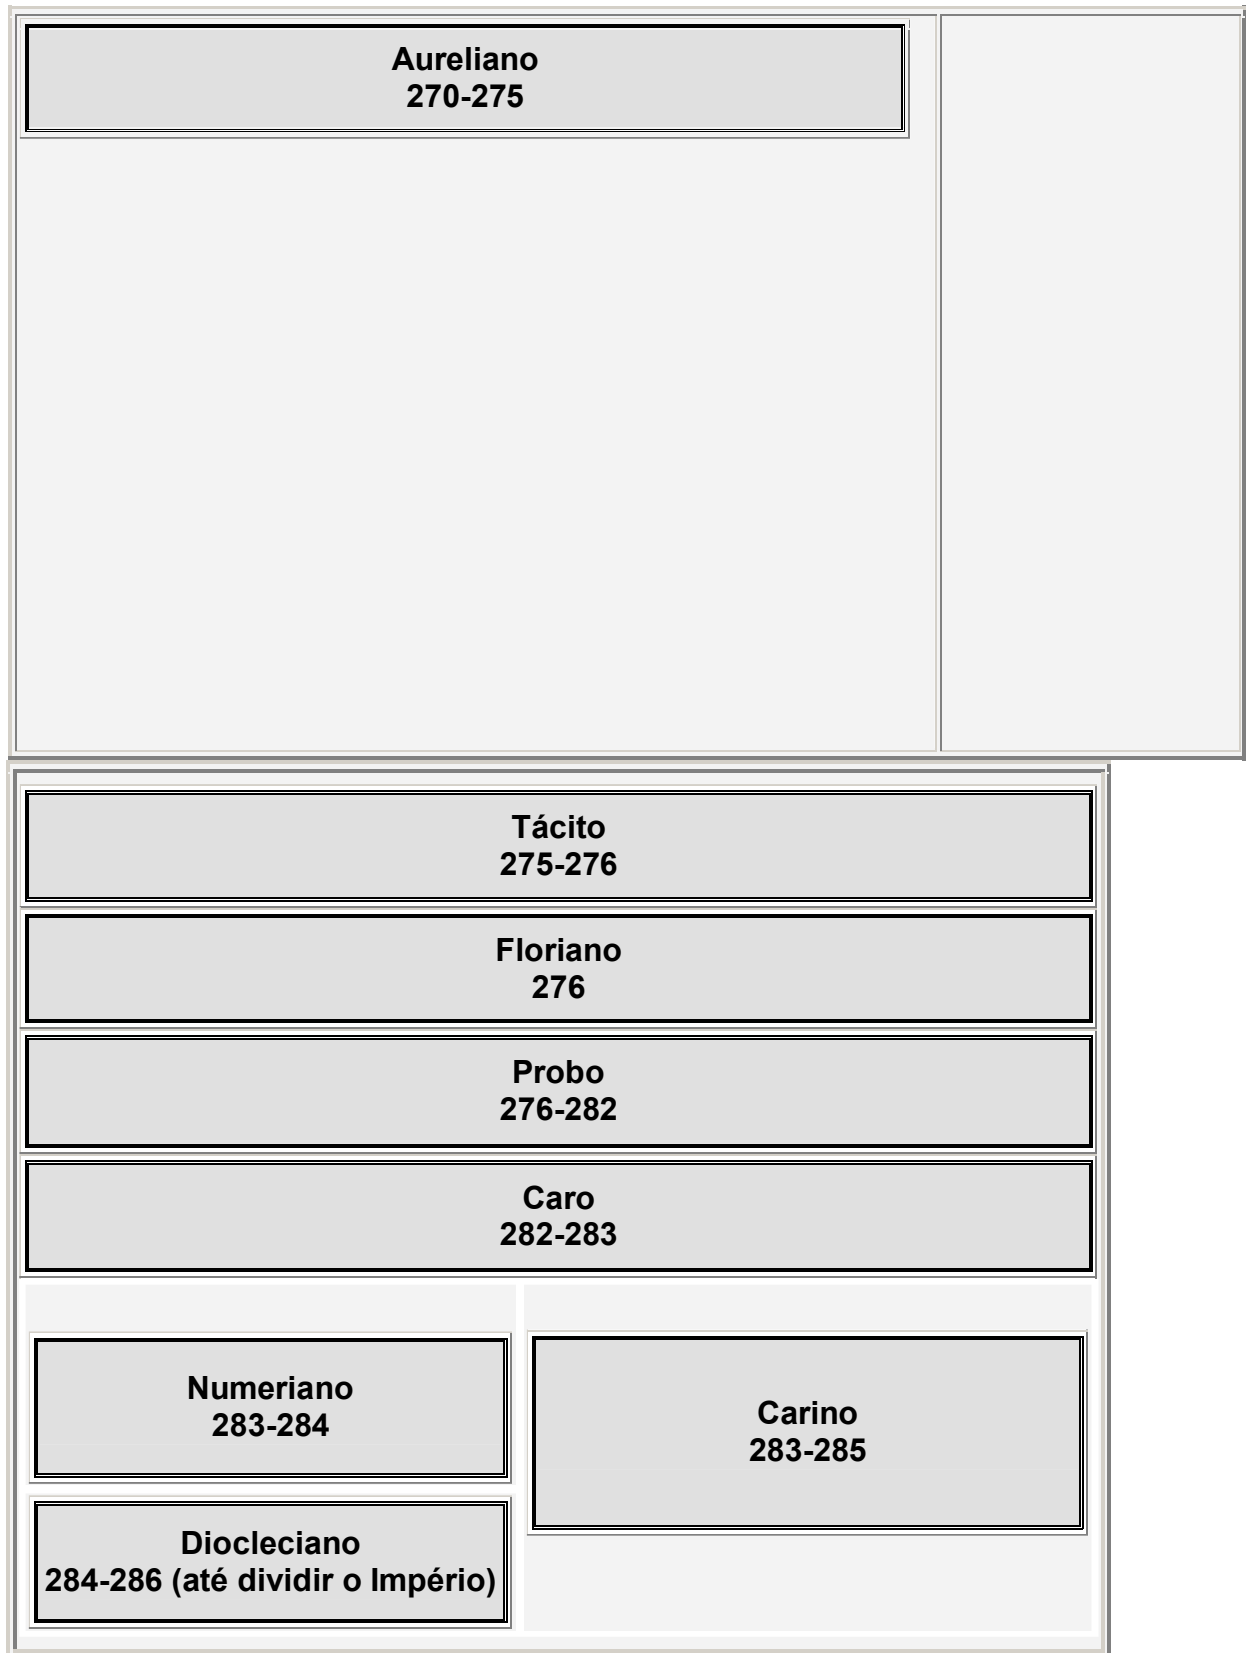 Aureliano
270-275
Tácito
275-276
Floriano
276
Probo
276-282
Caro
282-283
Numeriano
283-284
Carino
283-285
Diocleciano
284-286 (até dividir o Império)